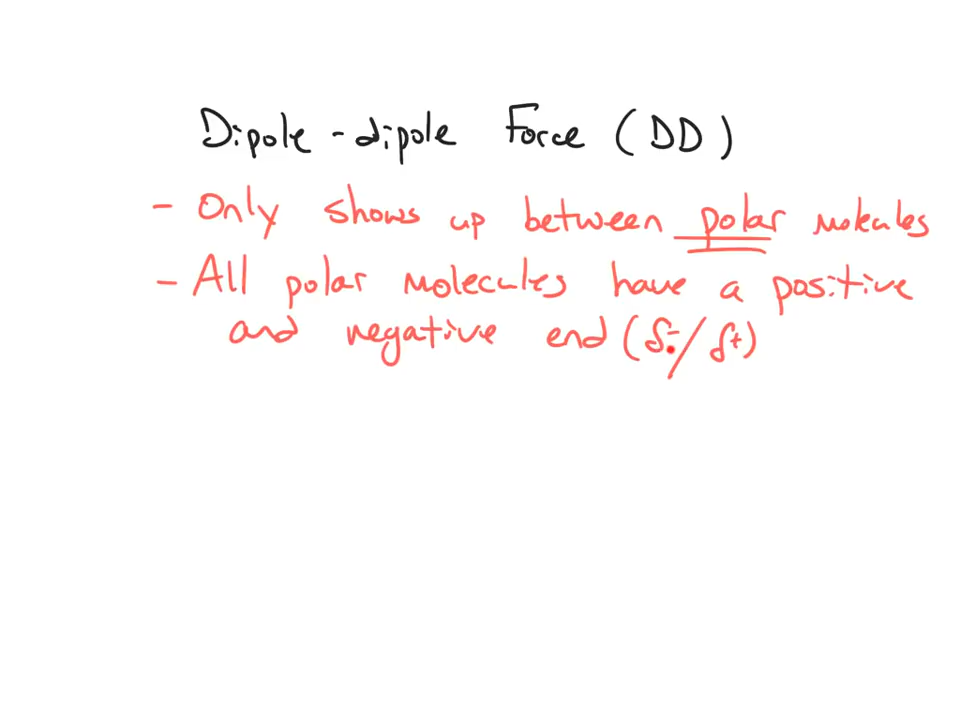 Dipole-dipole Force (DD)
- Only shows up between polar molecules
- All polar molecules have a positive
and negative end (δ-/δ+)